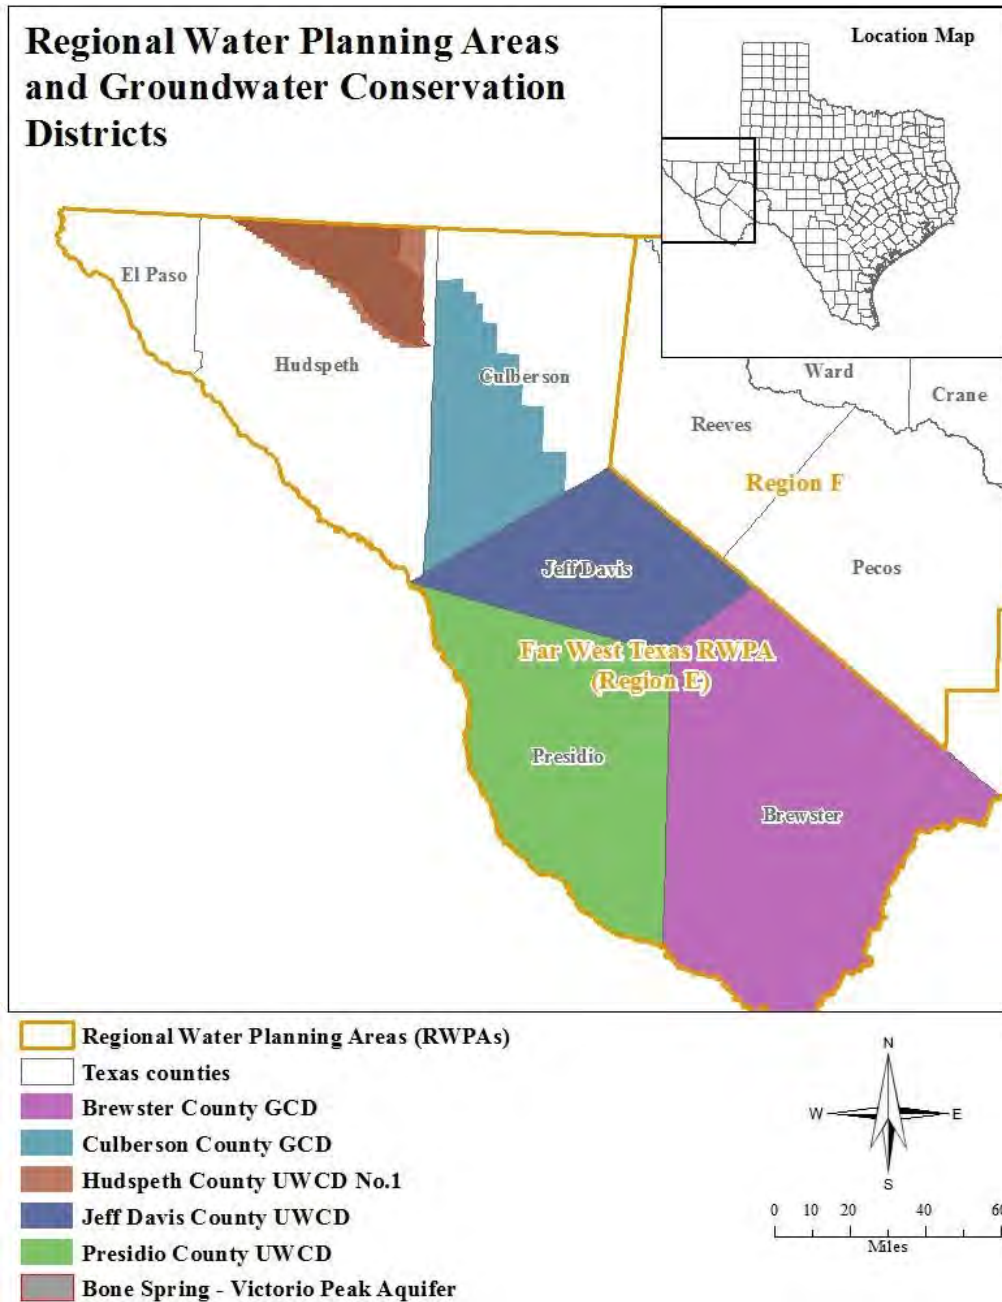 Regional Water Planning Areas
and Groundwater Conservation
Districts
Location Map
El Paso
Hudspeth
Culberson
Ward
Crane
Reeves
Region F
Pecos
Jeff Davis
Far West Texas RWPA
(Region E)
Presidio
Brewster
Regional Water Planning Areas (RWPAs)
Texas counties
Brewster County GCD
Culberson County GCD
Hudspeth County UWCD No.1
Jeff Davis County UWCD
Presidio County UWCD
Bone Spring - Victorio Peak Aquifer
N
W E
S
0 20 40 60
Miles